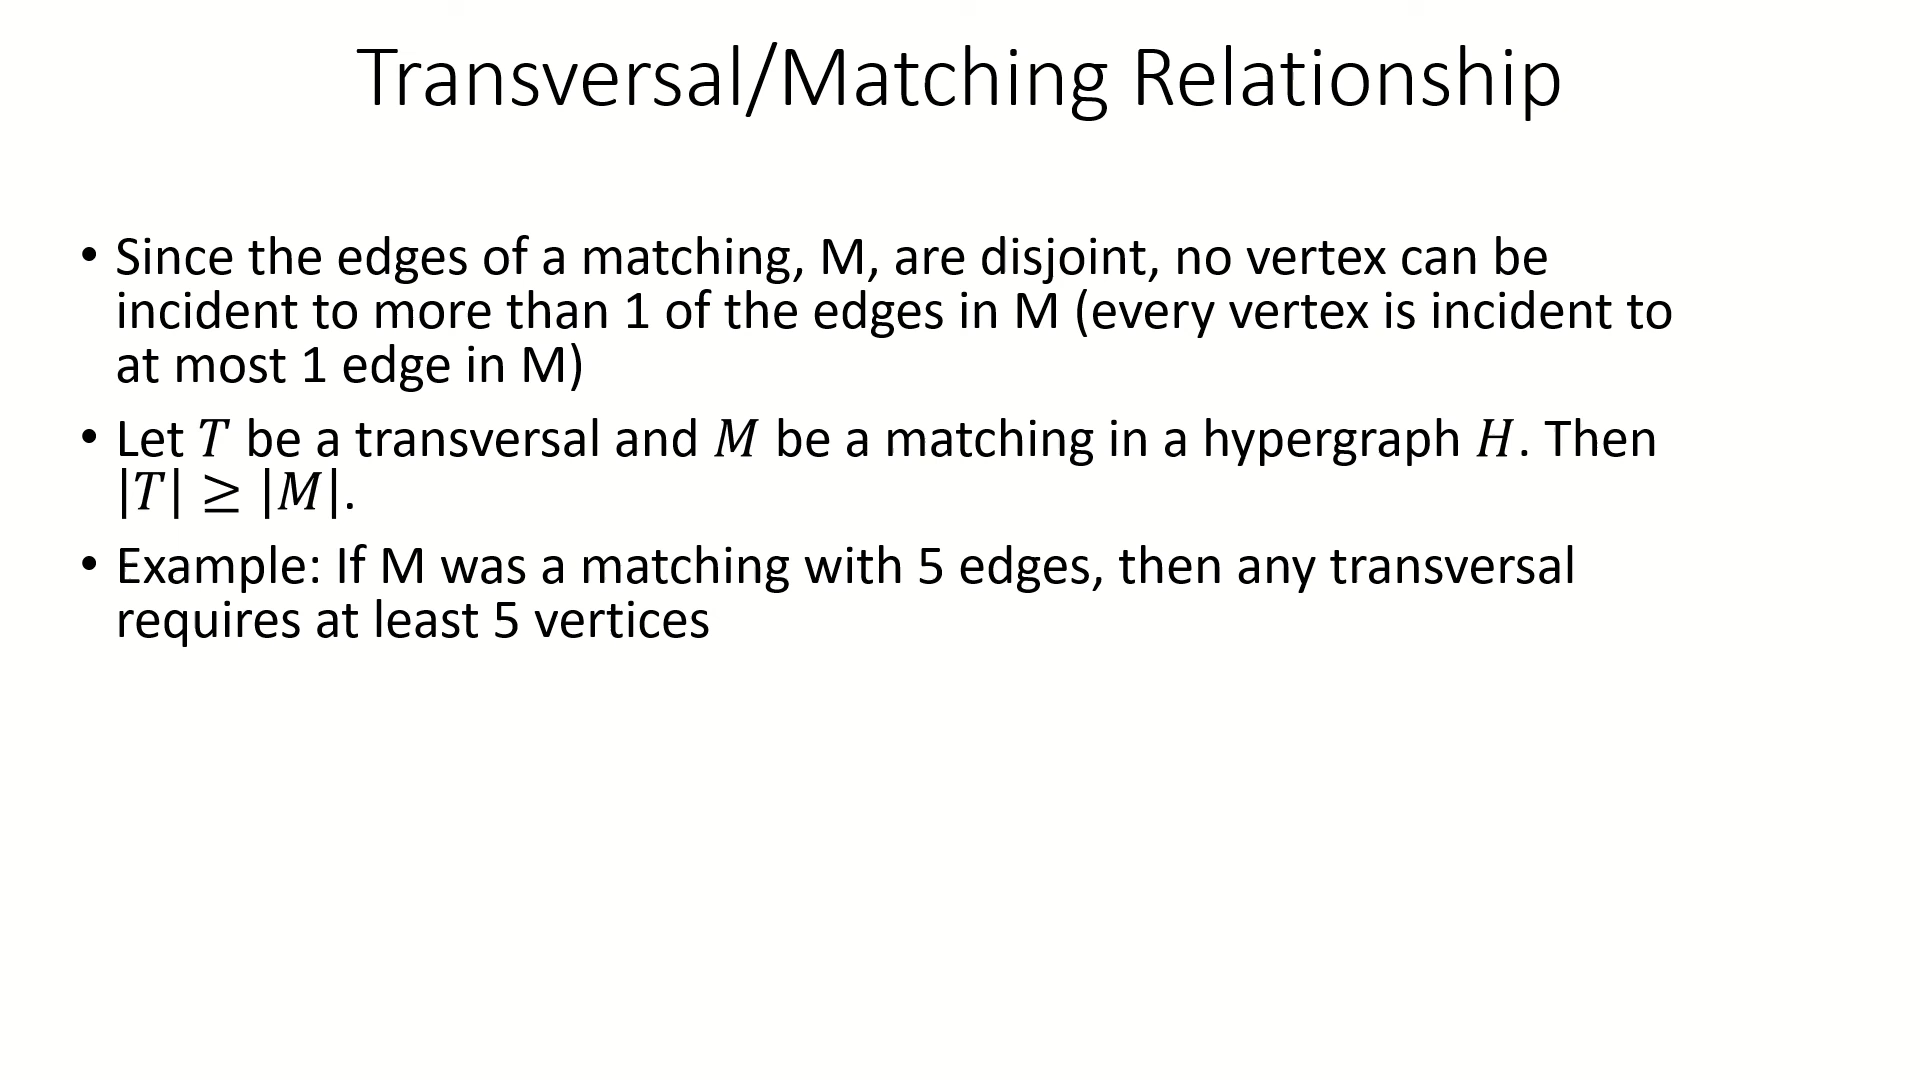 Transversal/Matching Relationship
• Since the edges of a matching, M, are disjoint, no vertex can be
incident to more than 1 of the edges in M (every vertex is incident to
at most 1 edge in M)
• Let 𝑇 be a transversal and 𝑀 be a matching in a hypergraph 𝐻. Then
|𝑇| ≥ |𝑀|.
• Example: If M was a matching with 5 edges, then any transversal
requires at least 5 vertices